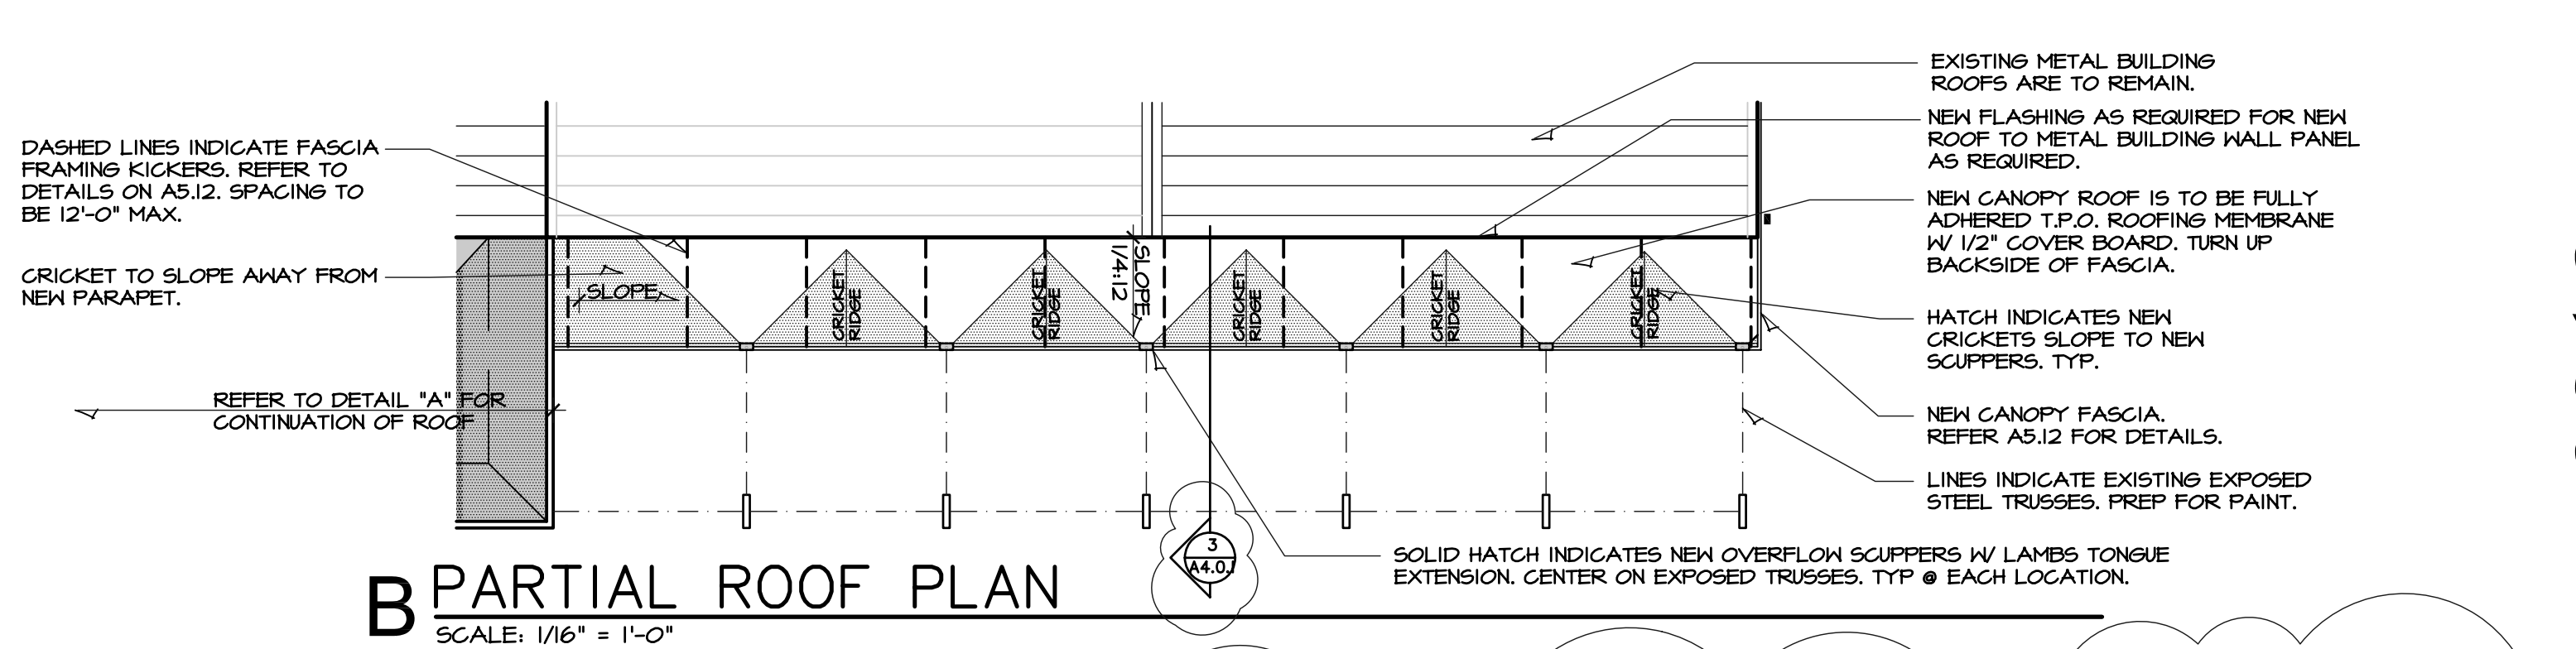 DASHED LINES INDICATE FASCIA
FRAMING KICKERS. REFER TO
DETAILS ON A5.12. SPACING TO
BE 12'-0" MAX.
CRICKET TO SLOPE AWAY FROM
NEW PARAPET.
REFER TO DETAIL "A" FOR
CONTINUATION OF ROOF
SLOPE
CRICKET
RIDGE
CRICKET
RIDGE
SLOPE
1/4:12
CRICKET
RIDGE
CRICKET
RIDGE
CRICKET
RIDGE
EXISTING METAL BUILDING
ROOFS ARE TO REMAIN.
NEW FLASHING AS REQUIRED FOR NEW
ROOF TO METAL BUILDING WALL PANEL
AS REQUIRED.
NEW CANOPY ROOF IS TO BE FULLY
ADHERED T.P.O. ROOFING MEMBRANE
W/ 1/2" COVER BOARD. TURN UP
BACKSIDE OF FASCIA.
HATCH INDICATES NEW
CRICKETS SLOPE TO NEW
SCUPPERS. TYP.
NEW CANOPY FASCIA.
REFER A5.12 FOR DETAILS.
LINES INDICATE EXISTING EXPOSED
STEEL TRUSSES. PREP FOR PAINT.
SOLID HATCH INDICATES NEW OVERFLOW SCUPPERS W/ LAMBS TONGUE
EXTENSION. CENTER ON EXPOSED TRUSSES. TYP @ EACH LOCATION.
3
A4.0.1
B PARTIAL ROOF PLAN
SCALE: 1/16" = 1'-0"